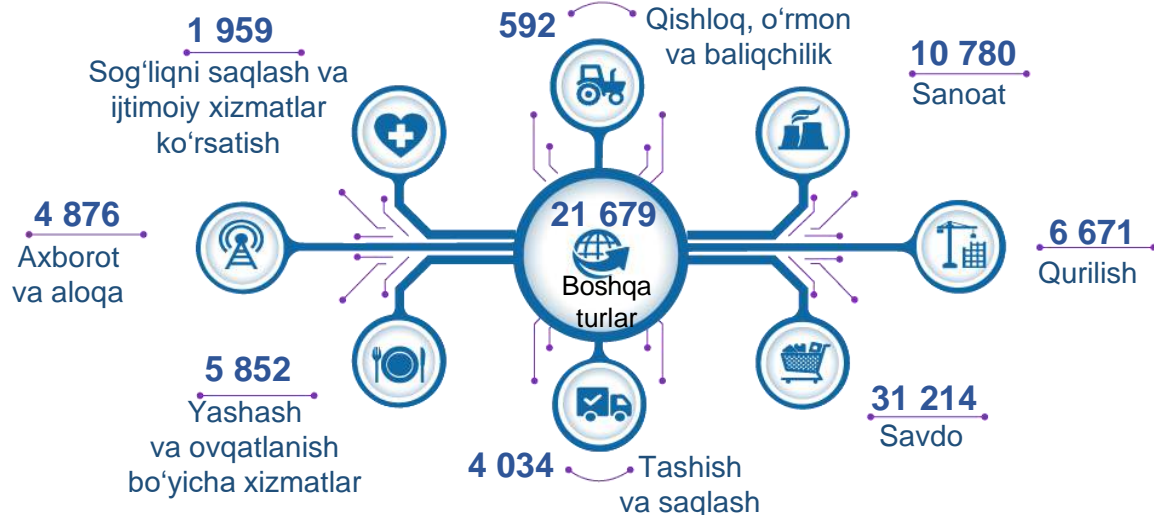 1 959
Sog‘liqni saqlash va
ijtimoiy xizmatlar
ko‘rsatish
592
Qishloq, o‘rmon
va baliqchilik
10 780
Sanoat
4 876
Axborot
va aloqa
21 679
Boshqa
turlar
6 671
Qurilish
5 852
Yashash
va ovqatlanish
bo‘yicha xizmatlar
4 034
Tashish
va saqlash
31 214
Savdo